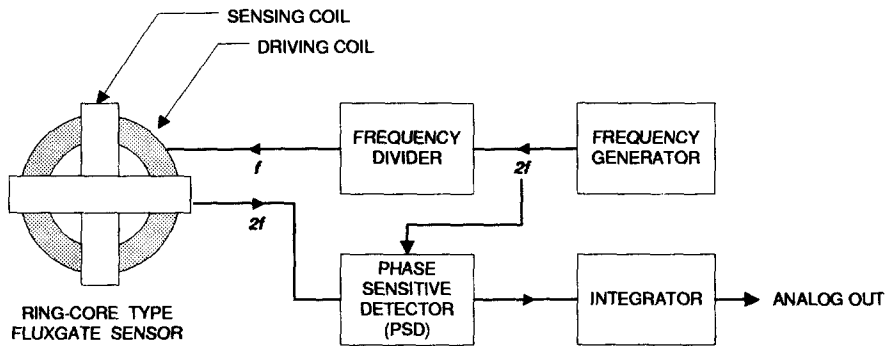 SENSING COIL
DRIVING COIL
FREQUENCY
DIVIDER
FREQUENCY
GENERATOR
f
2f
2f
PHASE
SENSITIVE
DETECTOR
(PSD)
INTEGRATOR
ANALOG OUT
RING-CORE TYPE
FLUXGATE SENSOR